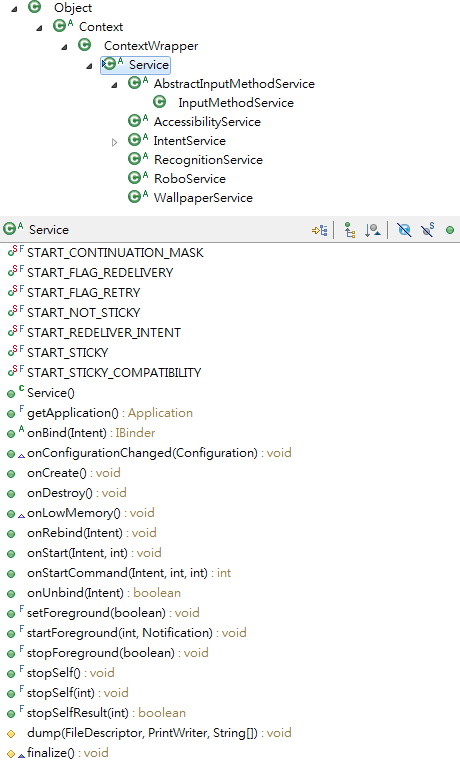 Object
A Context
ContextWrapper
A Service
A AbstractInputMethodService
InputMethodService
A AccessibilityService
A IntentService
A RecognitionService
A RoboService
A WallpaperService
A Service
S F START_CONTINUATION_MASK
S F START_FLAG_REDELIVERY
S F START_FLAG_RETRY
S F START_NOT_STICKY
S F START_REDELIVER_INTENT
S F START_STICKY
S F START_STICKY_COMPATIBILITY
C Service()
F getApplication() : Application
A onBind(Intent) : IBinder
onConfigurationChanged(Configuration) : void
onCreate() : void
onDestroy() : void
onLowMemory() : void
onRebind(Intent) : void
onStart(Intent, int) : void
onStartCommand(Intent, int, int) : int
onUnbind(Intent) : boolean
F setForeground(boolean) : void
F startForeground(int, Notification) : void
F stopForeground(boolean) : void
F stopSelf() : void
F stopSelf(int) : void
F stopSelfResult(int) : boolean
dump(FileDescriptor, PrintWriter, String[]) : void
finalize() : void